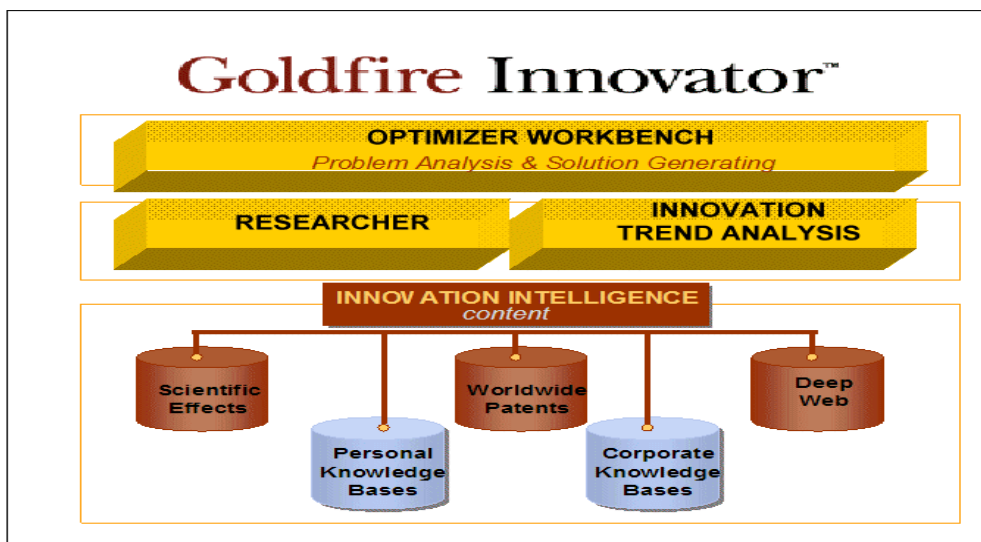 Goldfire Innovator™
OPTIMIZER WORKBENCH
Problem Analysis & Solution Generating
RESEARCHER
INNOVATION
TREND ANALYSIS
INNOVATION INTELLIGENCE
content
Scientific
Effects
Worldwide
Patents
Deep
Web
Personal
Knowledge
Bases
Corporate
Knowledge
Bases